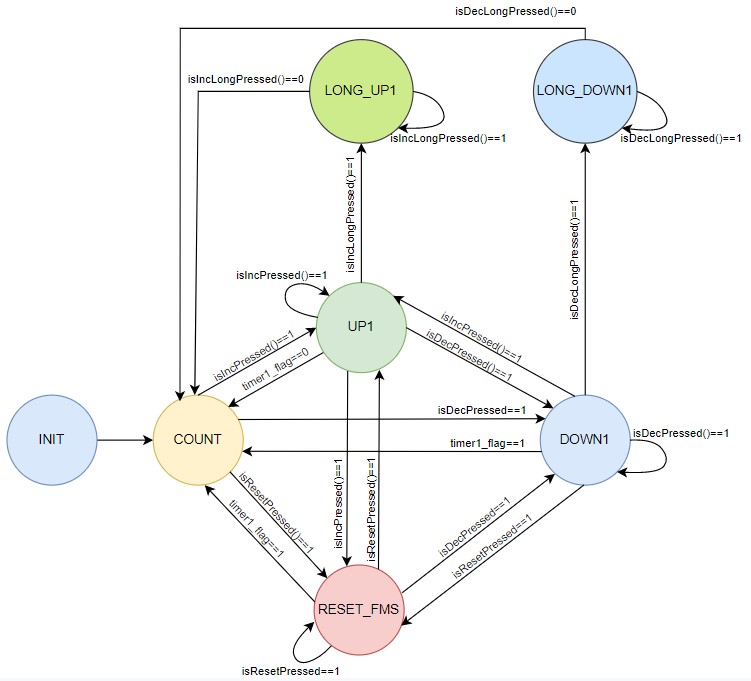 isDecLongPressed()==0
isIncLongPressed()==0
LONG_UP1
LONG_DOWN1
isIncLongPressed()==1
isDecLongPressed()==1
isIncLongPressed()==1
isDecLongPressed()==1
isIncPressed()==1
UP1
isIncPressed()==1
isDecPressed()==1
isIncPressed()==1
timer1_flag==0
INIT
COUNT
isDecPressed==1
timer1_flag==1
DOWN1
isDecPressed()==1
isResetPressed()==1
timer1_flag==1
isIncPressed()==1
isResetPressed()==1
isDecPressed()==1
isResetPressed()==1
RESET_FMS
isResetPressed()==1